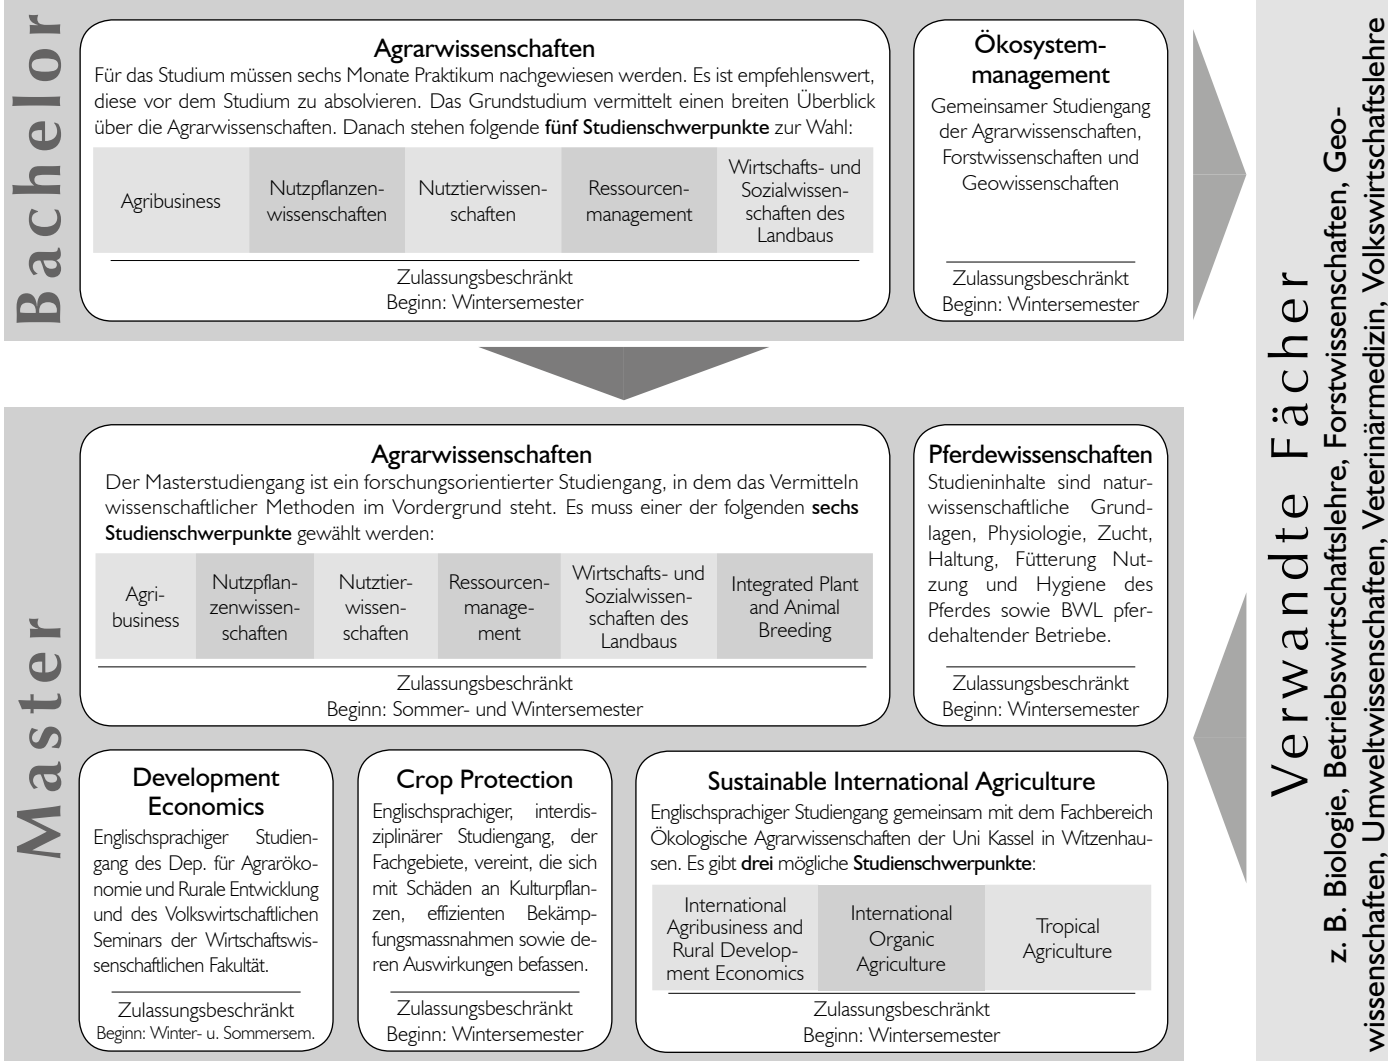 Bachelor
Agrarwissenschaften
Für das Studium müssen sechs Monate Praktikum nachgewiesen werden. Es ist empfehlenswert,
diese vor dem Studium zu absolvieren. Das Grundstudium vermittelt einen breiten Überblick
über die Agrarwissenschaften. Danach stehen folgende fünf Studienschwerpunkte zur Wahl:
Agribusiness
Nutzpflanzen-
wissenschaften
Nutztierwissen-
schaften
Ressourcen-
management
Wirtschafts- und
Sozialwissen-
schaften des
Landbaus
Zulassungsbeschränkt
Beginn: Wintersemester
Ökosystem-
management
Gemeinsamer Studiengang
der Agrarwissenschaften,
Forstwissenschaften und
Geowissenschaften
Zulassungsbeschränkt
Beginn: Wintersemester
Master
Agrarwissenschaften
Der Masterstudiengang ist ein forschungsorientierter Studiengang, in dem das Vermitteln
wissenschaftlicher Methoden im Vordergrund steht. Es muss einer der folgenden sechs
Studienschwerpunkte gewählt werden:
Agri-
business
Nutzpflan-
zenwissen-
schaften
Nutztier-
wissen-
schaften
Ressourcen-
manage-
ment
Wirtschafts- und
Sozialwissen-
schaften des
Landbaus
Integrated Plant
and Animal
Breeding
Zulassungsbeschränkt
Beginn: Sommer- und Wintersemester
Pferdewissenschaften
Studieninhalte sind natur-
wissenschaftliche Grund-
lagen, Physiologie, Zucht,
Haltung, Fütterung Nut-
zung und Hygiene des
Pferdes sowie BWL pfer-
dehaltender Betriebe.
Zulassungsbeschränkt
Beginn: Wintersemester
Development
Economics
Englischsprachiger Studien-
gang des Dep. für Agraröko-
nomie und Rurale Entwicklung
und des Volkswirtschaftlichen
Seminars der Wirtschaftswis-
senschaftlichen Fakultät.
Zulassungsbeschränkt
Beginn: Winter- u. Sommersem.
Crop Protection
Englischsprachiger, interdis-
ziplinärer Studiengang, der
Fachgebiete, vereint, die sich
mit Schäden an Kulturpflan-
zen, effizienten Bekämp-
fungsmassnahmen sowie de-
ren Auswirkungen befassen.
Zulassungsbeschränkt
Beginn: Wintersemester
Sustainable International Agriculture
Englischsprachiger Studiengang gemeinsam mit dem Fachbereich
Ökologische Agrarwissenschaften der Uni Kassel in Witzenhau-
sen. Es gibt drei mögliche Studienschwerpunkte:
International
Agribusiness and
Rural Develop-
ment Economics
International
Organic
Agriculture
Tropical
Agriculture
Zulassungsbeschränkt
Beginn: Wintersemester
Verwandte Fächer
z. B. Biologie, Betriebswirtschaftslehre, Forstwissenschaften, Geo-
wissenschaften, Umweltwissenschaften, Veterinärmedizin, Volkswirtschaftslehre